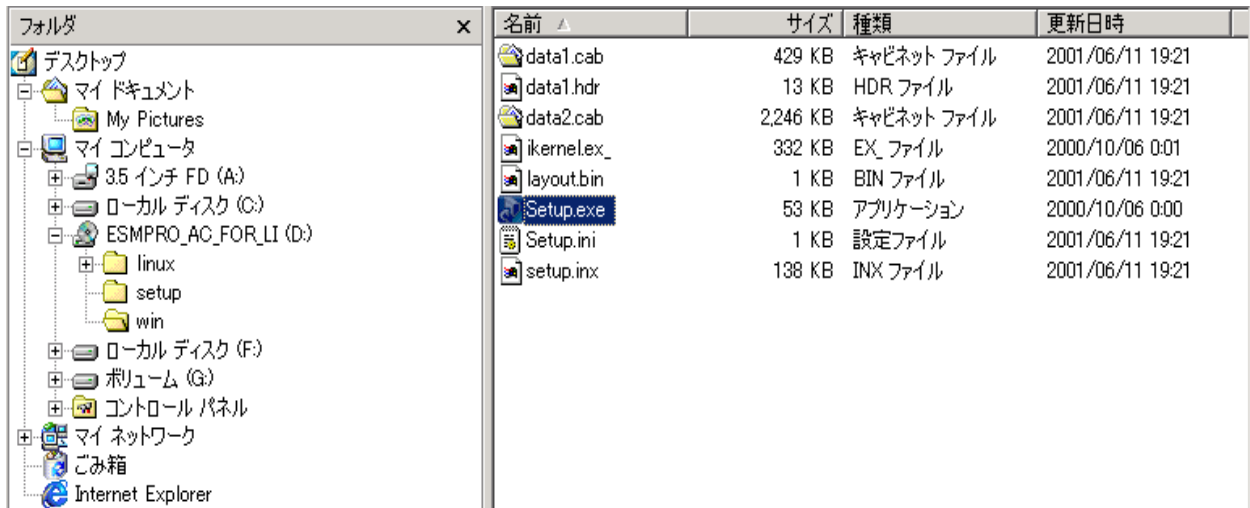 フォルダ x
デスクトップ
マイ ドキュメント
My Pictures
マイ コンピュータ
3.5 インチ FD (A:)
ローカル ディスク (C:)
ESMPRO_AC_FOR_LI (D:)
linux
setup
win
ローカル ディスク (F:)
ボリューム (G:)
コントロール パネル
マイ ネットワーク
ごみ箱
Internet Explorer
名前 サイズ 種類 更新日時
data1.cab 429 KB キャビネット ファイル 2001/06/11 19:21
data1.hdr 13 KB HDR ファイル 2001/06/11 19:21
data2.cab 2,246 KB キャビネット ファイル 2001/06/11 19:21
ikernel.ex_ 332 KB EX_ ファイル 2000/10/06 0:01
layout.bin 1 KB BIN ファイル 2001/06/11 19:21
Setup.exe 53 KB アプリケーション 2000/10/06 0:00
Setup.ini 1 KB 設定ファイル 2001/06/11 19:21
setup.inx 138 KB INX ファイル 2001/06/11 19:21